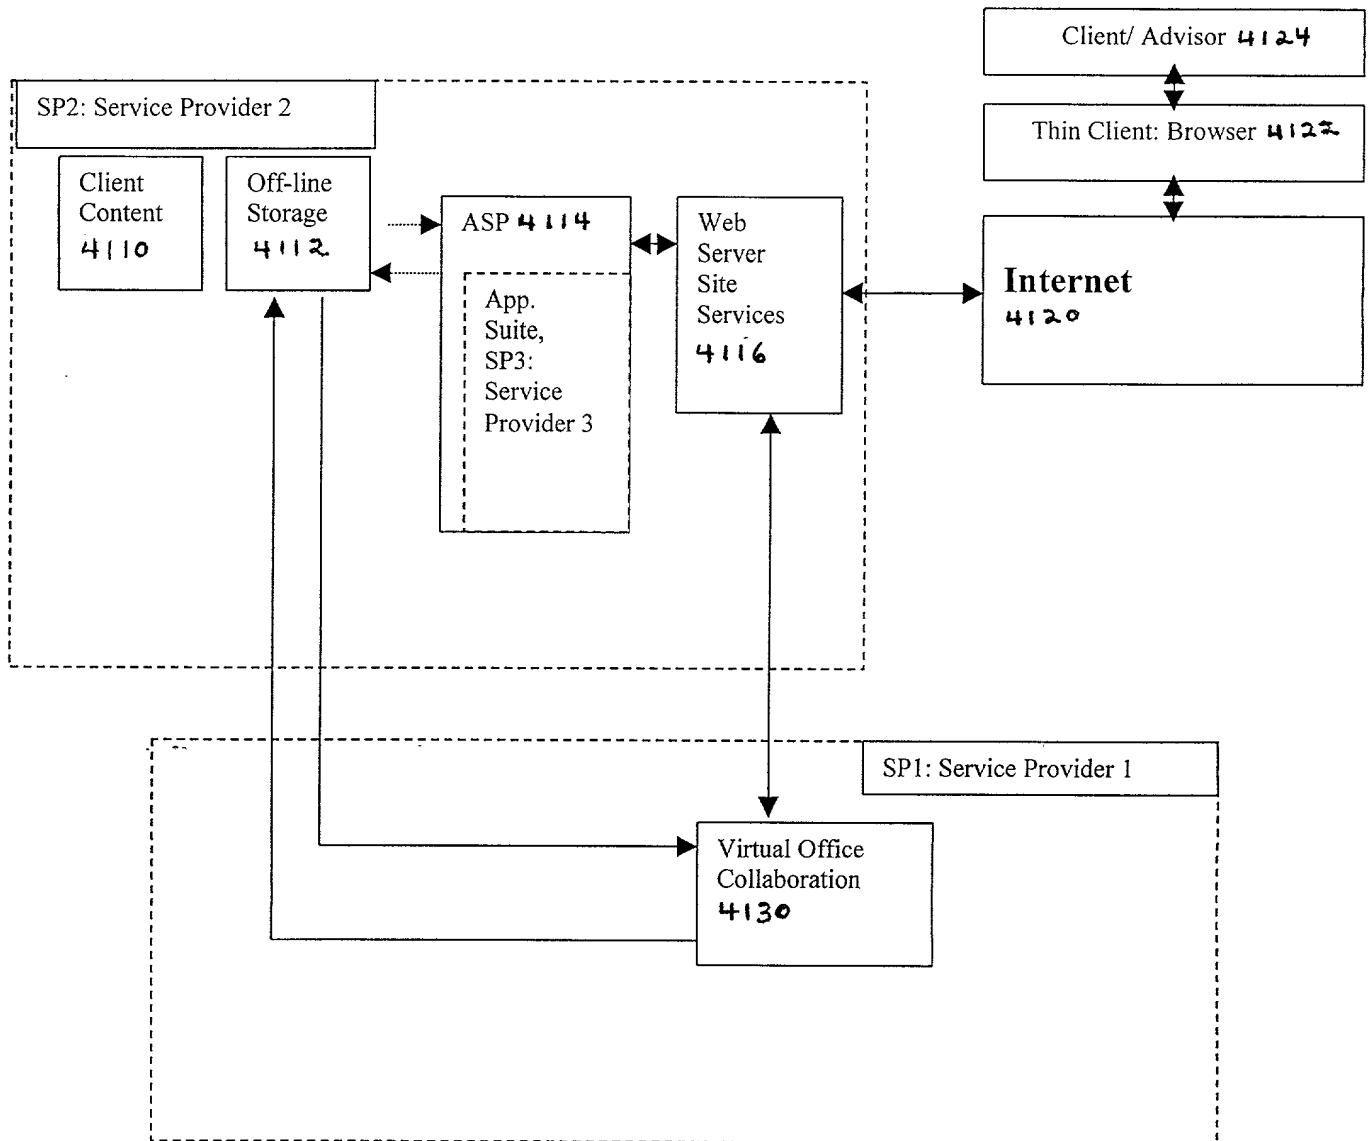 Client/ Advisor 4124
Thin Client: Browser 4122
SP2: Service Provider 2
Client
Content
4110
Off-line
Storage
4112
ASP 4114
App.
Suite,
SP3:
Service
Provider 3
Web
Server
Site
Services
4116
Internet
4120
SP1: Service Provider 1
Virtual Office
Collaboration
4130